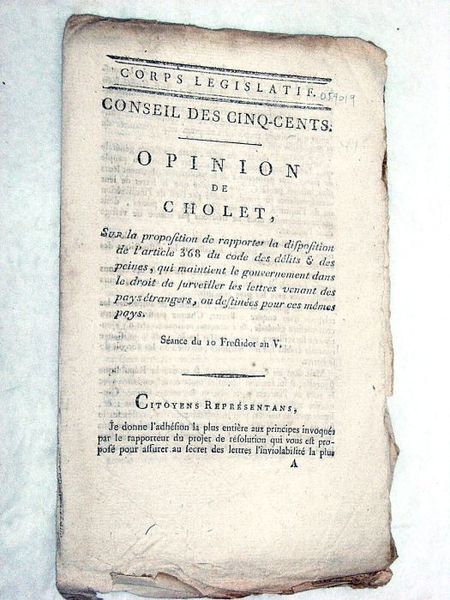 CORPS LÉGISLATIF.
059019
CONSEIL DES CINQ-CENTS.
OPINION
DE
CHOLET,
SUR la proposition de rapporter la disposition
de l'article 368 du code des délits & des
peines, qui maintient le gouvernement dans
le droit de surveiller les lettres venant des
pays étrangers, ou destinées pour ces mêmes
pays.
Séance du 10 Fructidor an V.
CITOYENS REPRÉSENTANS,
Je donne l'adhésion la plus entière aux principes invoqués
par le rapporteur du projet de résolution qui vous est pro-
posé pour assurer au secret des lettres l'inviolabilité la plus
A